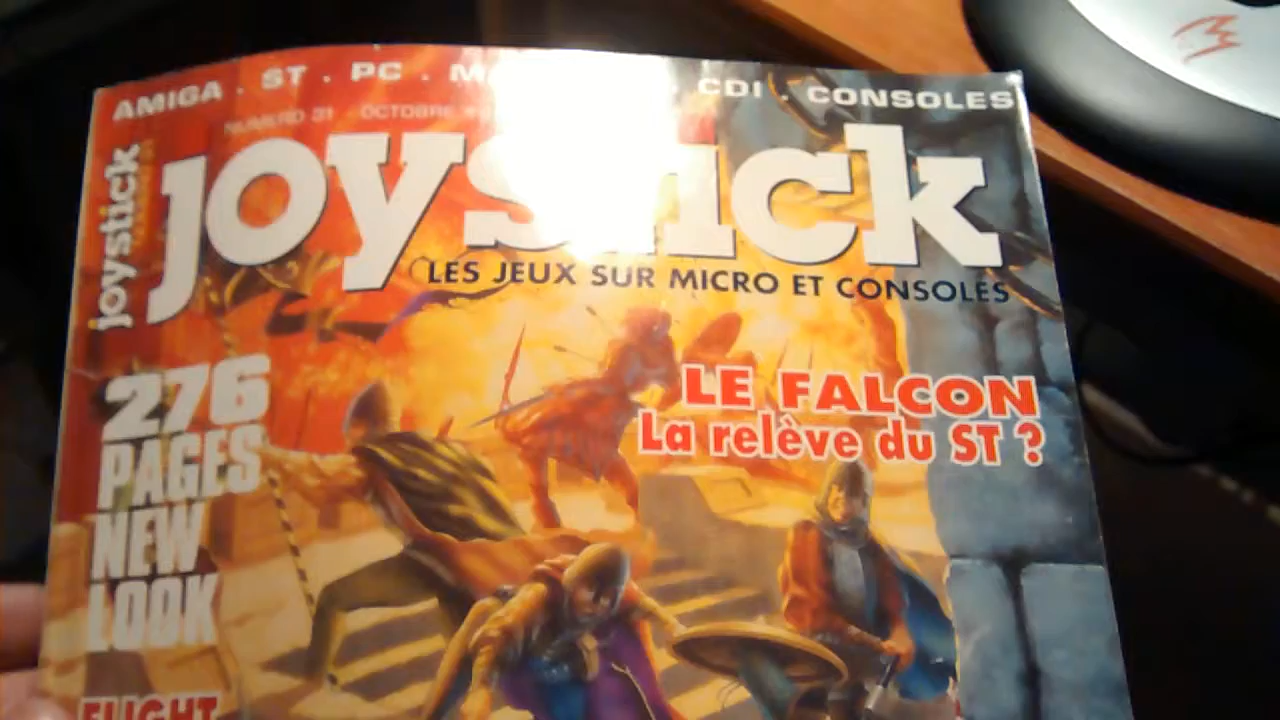 AMIGA . ST . PC . M CDI . CONSOLES
NUMERO 31 OCTOBRE
joystick
joystick
LES JEUX SUR MICRO ET CONSOLES
276
PAGES
NEW
LOOK
LE FALCON
La relève du ST ?
FLIGHT